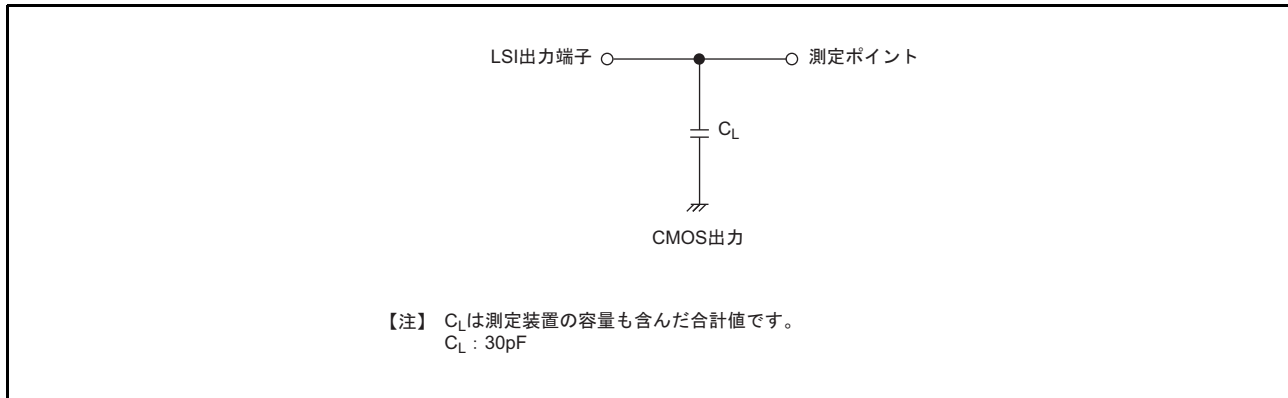 LSI出力端子 測定ポイント
CL
CMOS出力
【注】 CLは測定装置の容量も含んだ合計値です。
CL : 30pF